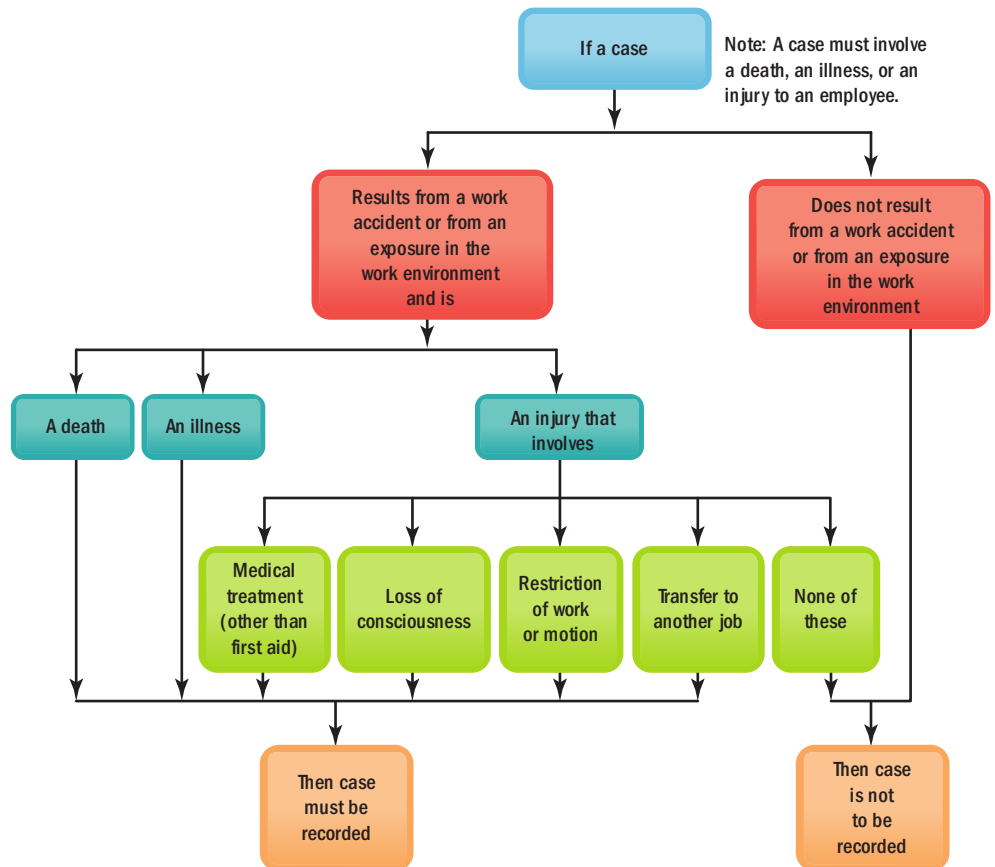 If a case
Note: A case must involve
a death, an illness, or an
injury to an employee.
Results from a work
accident or from an
exposure in the
work environment
and is
Does not result
from a work accident
or from an exposure
in the work
environment
A death
An illness
An injury that
involves
Medical
treatment
(other than
first aid)
Loss of
consciousness
Restriction
of work
or motion
Transfer to
another job
None of
these
Then case
must be
recorded
Then case
is not
to be
recorded